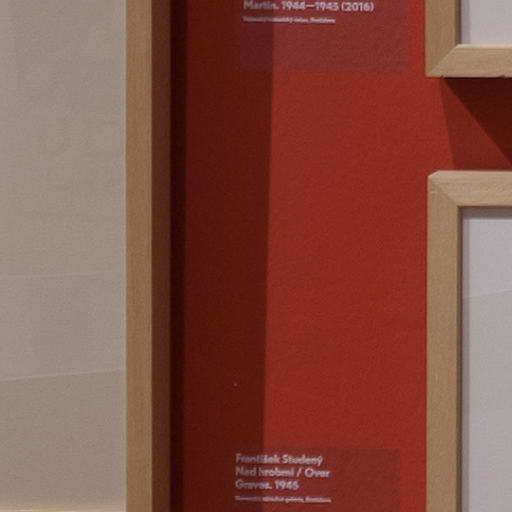 Martin. 1944—1945 (2016)
František Studený
Nad hrobmi / Over
Graves. 1945